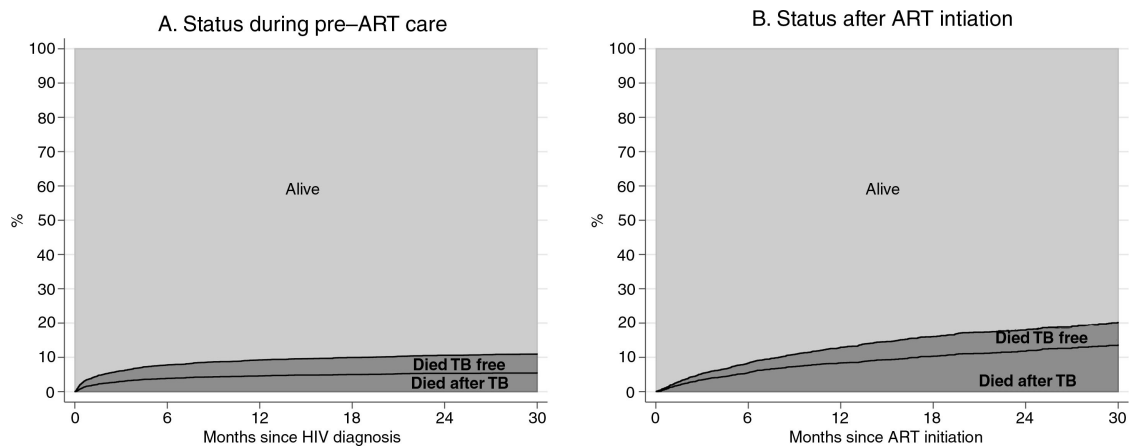 A. Status during pre–ART care
100
90
80
70
60
50
40
30
20
10
0
%
Alive
Died TB free
Died after TB
0 6 12 18 24 30
Months since HIV diagnosis
B. Status after ART intiation
100
90
80
70
60
50
40
30
20
10
0
%
Alive
Died TB free
Died after TB
0 6 12 18 24 30
Months since ART initiation